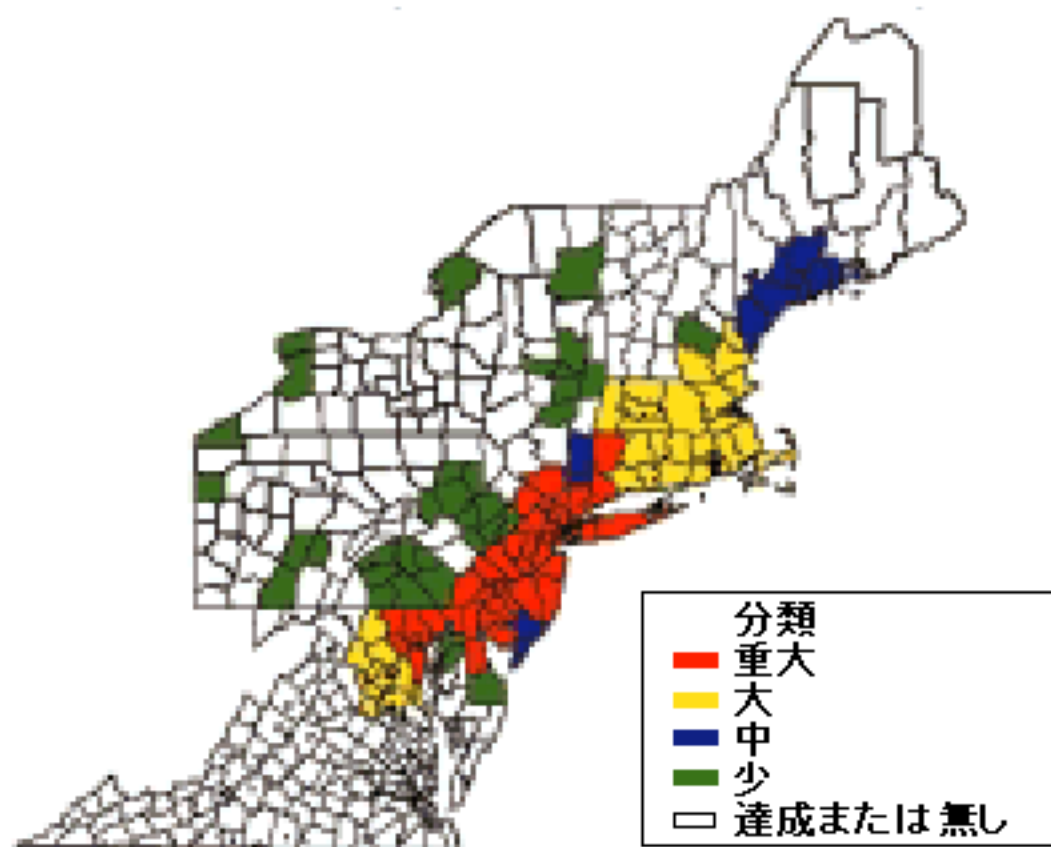 分類
重大
大
中
少
達成または無し